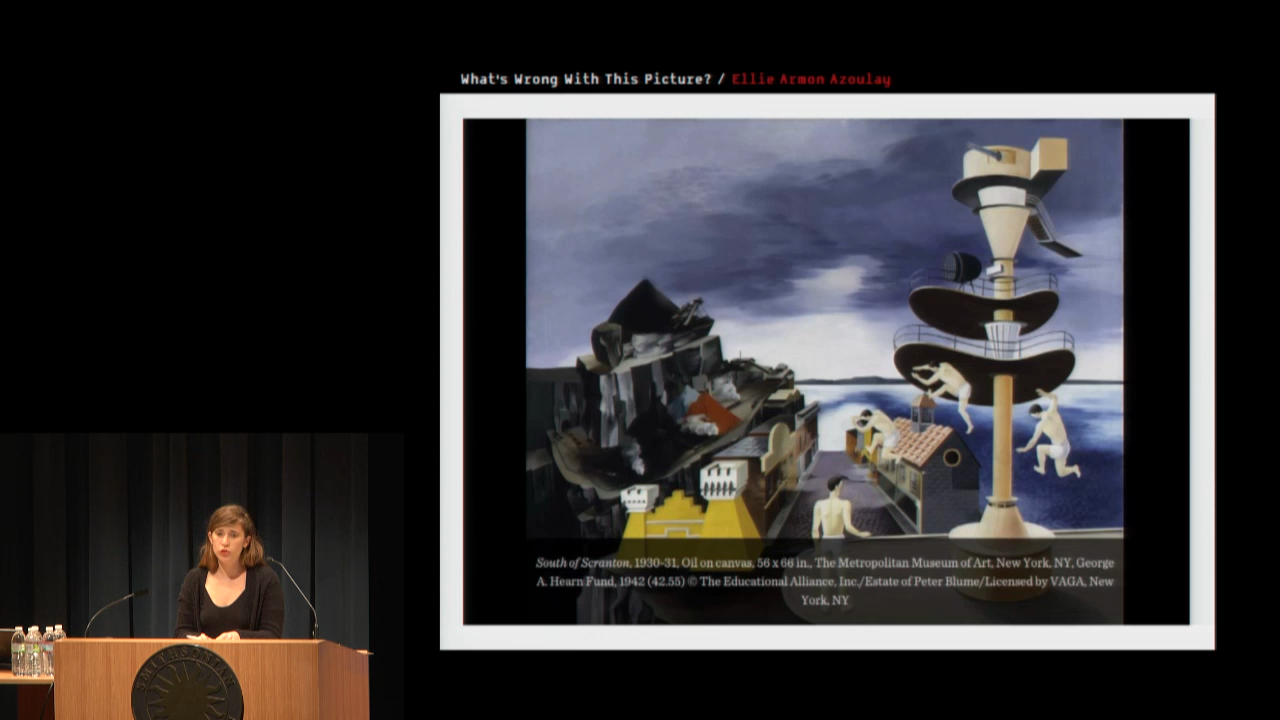 What's Wrong With This Picture? / Ellie Armon Azoulay
South of Scranton, 1930-31, Oil on canvas, 56 x 66 in., The Metropolitan Museum of Art, New York, NY, George
A. Hearn Fund, 1942 (42.55) © The Educational Alliance, Inc./Estate of Peter Blume/Licensed by VAGA, New
York, NY
SMITHSONIAN